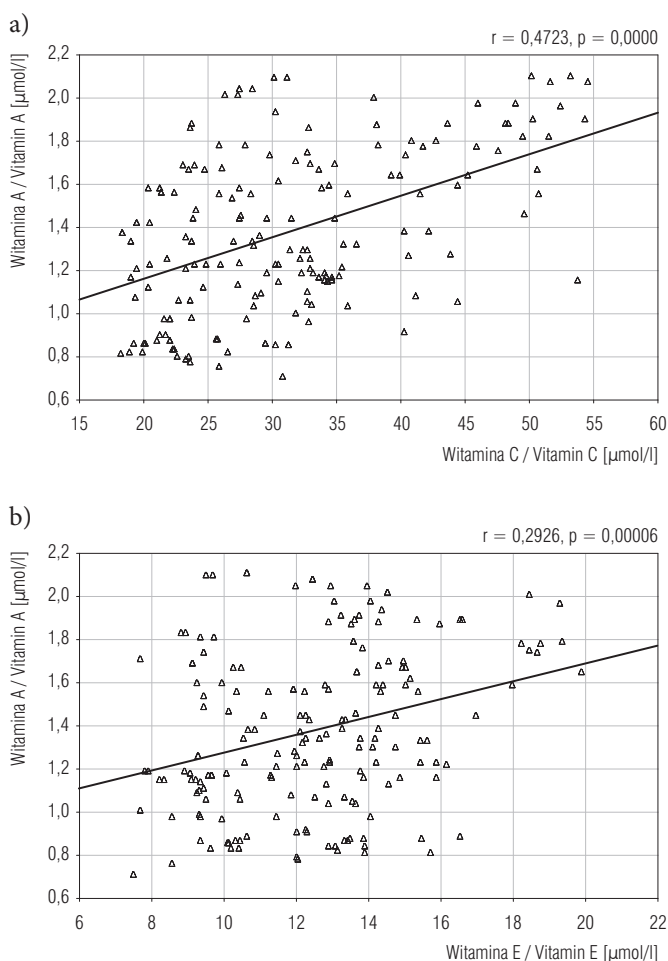 a)
r = 0,4723, p = 0,0000
Witamina A / Vitamin A [µmol/l]
2,2
2,0
1,8
1,6
1,4
1,2
1,0
0,8
0,6
15 20 25 30 35 40 45 50 55 60
Witamina C / Vitamin C [µmol/l]
b)
r = 0,2926, p = 0,00006
Witamina A / Vitamin A [µmol/l]
2,2
2,0
1,8
1,6
1,4
1,2
1,0
0,8
0,6
6 8 10 12 14 16 18 20 22
Witamina E / Vitamin E [µmol/l]